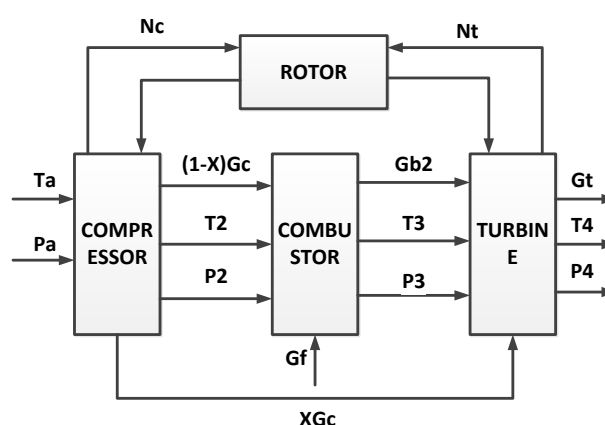 Nc
Nt
ROTOR
(1-X)Gc
Gb2
Ta
Gt
COMPR
ESSOR
T2
COMBU
STOR
T3
TURBIN
E
T4
Pa
P2
P3
P4
Gf
XGc